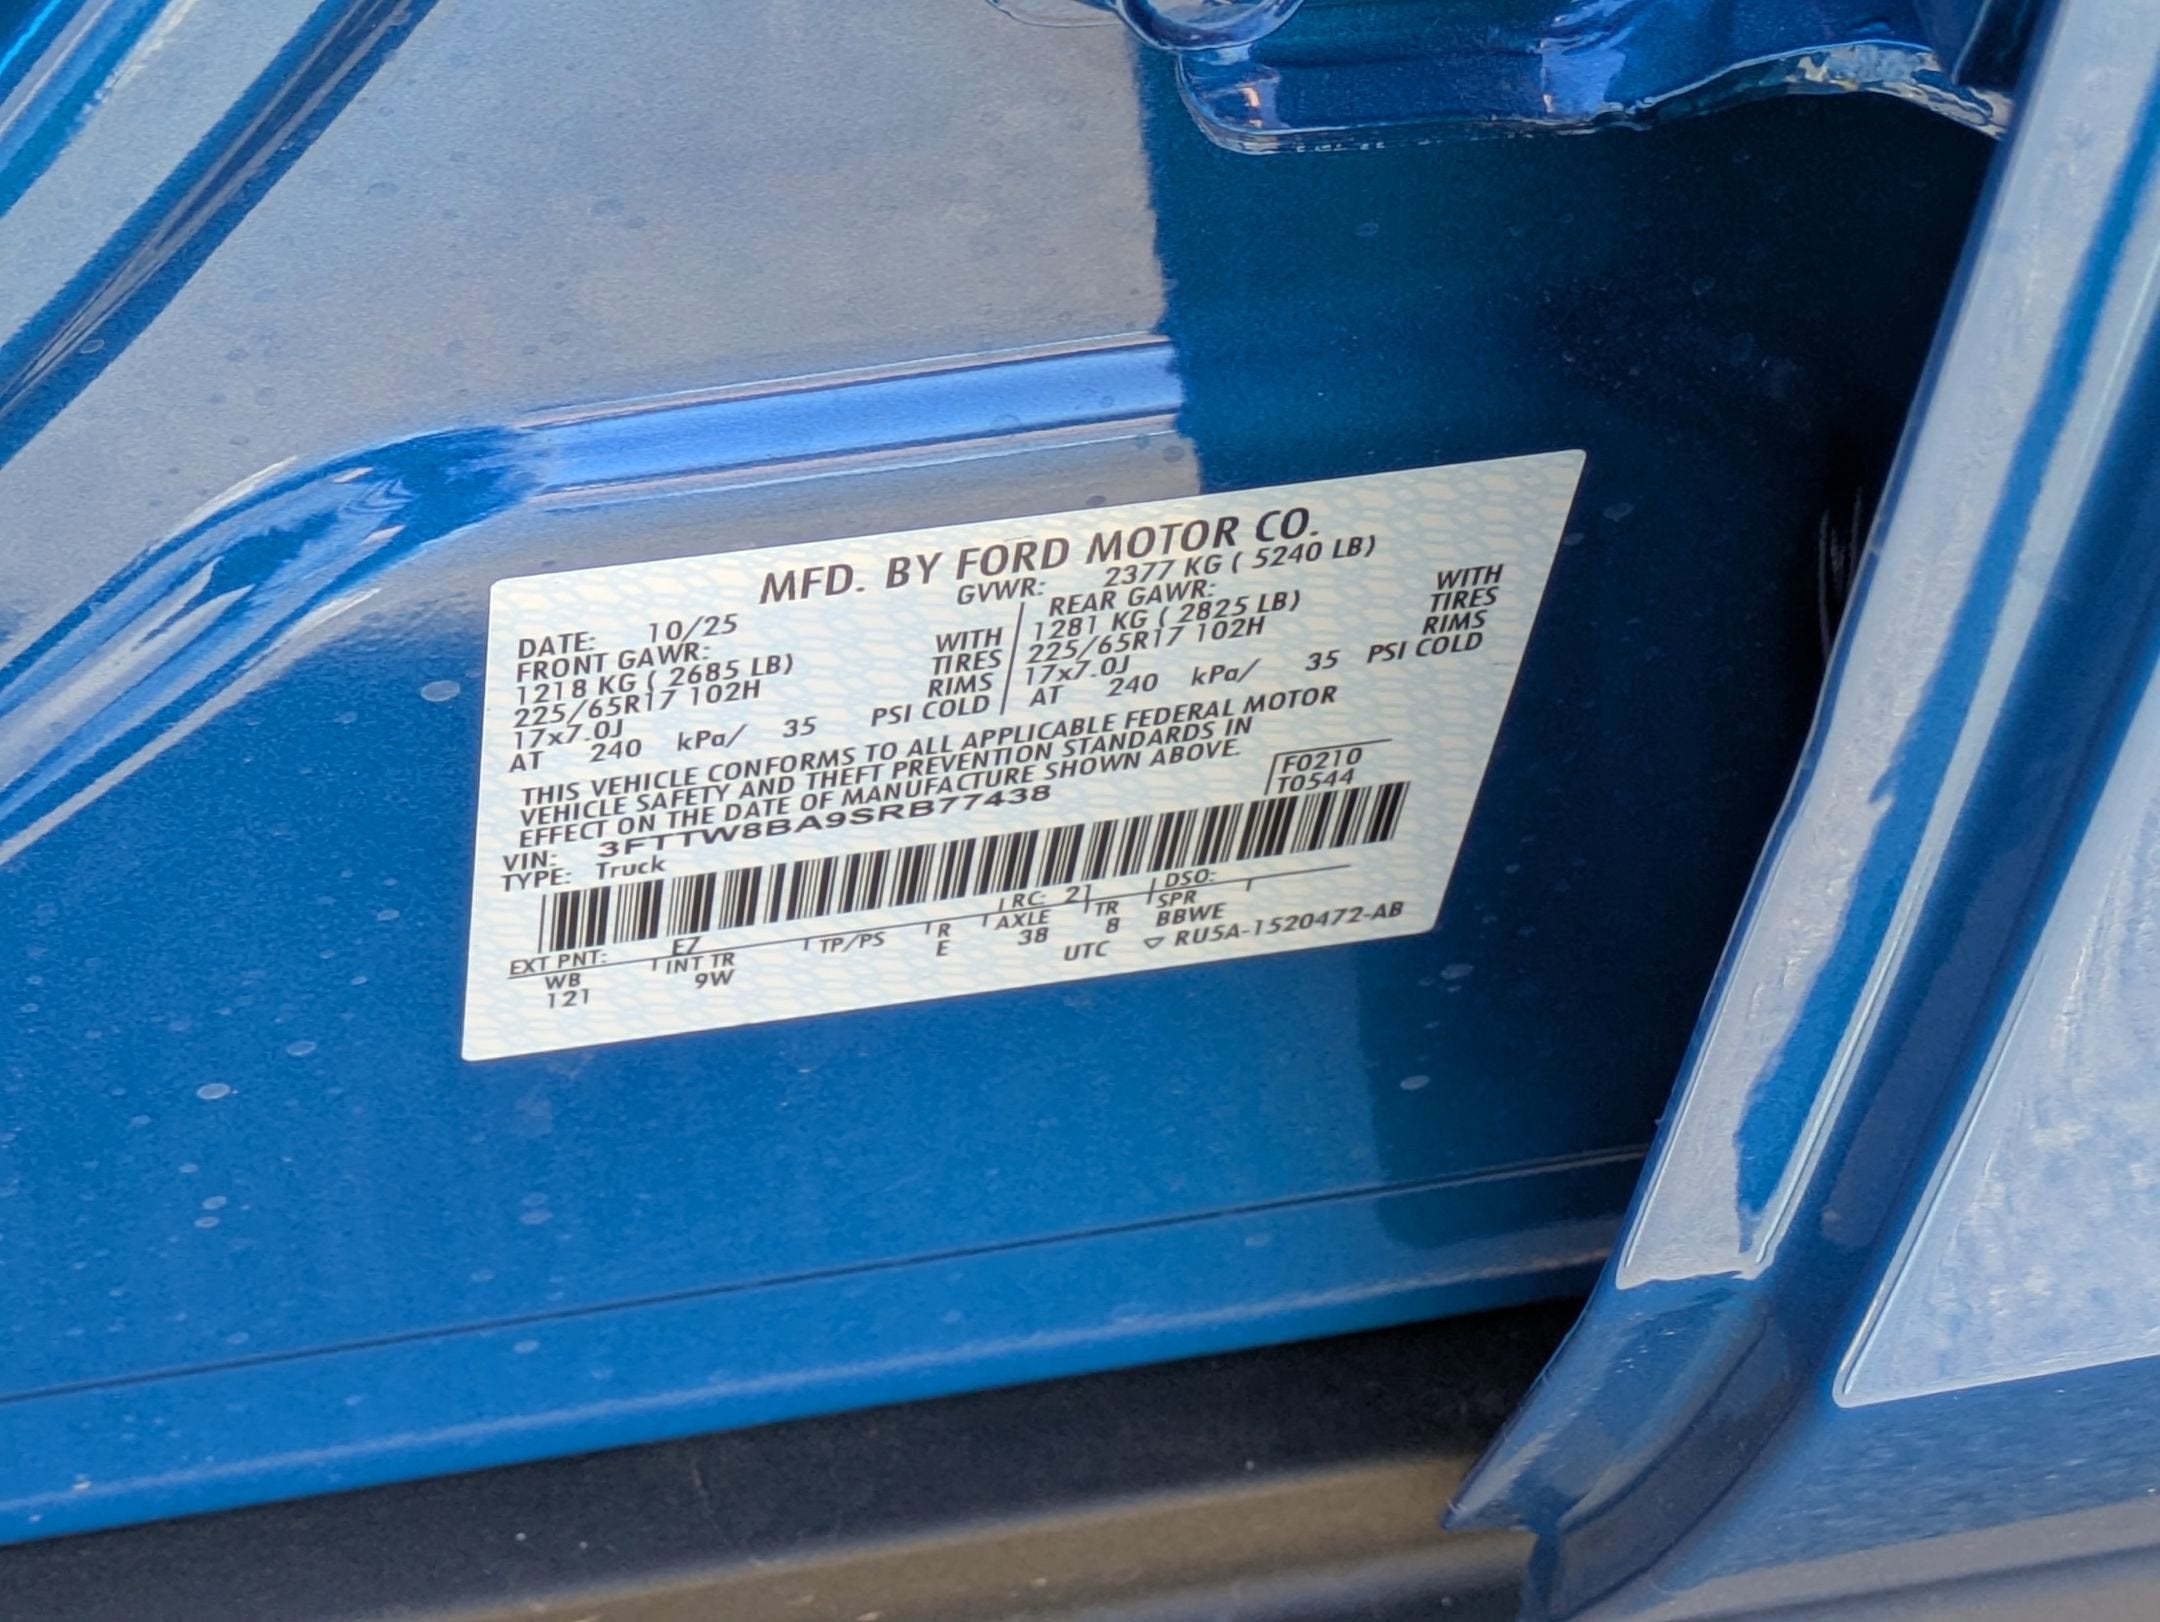 MFD. BY FORD MOTOR CO.
DATE: 10/25 GVWR: 2377 KG ( 5240 LB)
FRONT GAWR: REAR GAWR:
1218 KG ( 2685 LB) WITH 1281 KG ( 2825 LB) WITH
225/65R17 102H TIRES 225/65R17 102H TIRES
17x7.0J RIMS 17x7.0J RIMS
AT 240 kPa/ 35 PSI COLD AT 240 kPa/ 35 PSI COLD
THIS VEHICLE CONFORMS TO ALL APPLICABLE FEDERAL MOTOR
VEHICLE SAFETY AND THEFT PREVENTION STANDARDS IN
EFFECT ON THE DATE OF MANUFACTURE SHOWN ABOVE.
VIN: 3FTTW8BA9SRB77438 F0210
TYPE: Truck T0544
EXT PNT: EZ RC: 21 DSO:
WB INT TR TP/PS R AXLE TR SPR
121 9W E 38 8 BBWE
UTC ▽ RU5A-1520472-AB